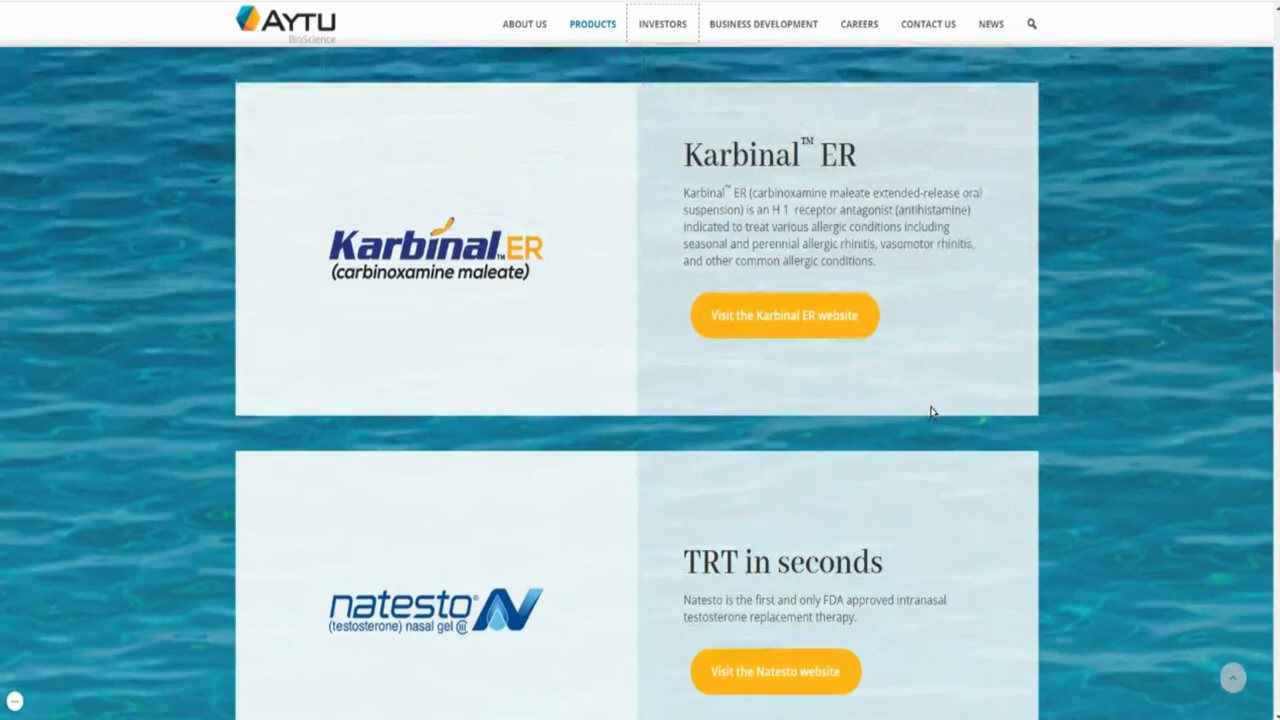 AYTU
BioScience
ABOUT US
PRODUCTS
INVESTORS
BUSINESS DEVELOPMENT
CAREERS
CONTACT US
NEWS
Karbinal™ER
(carbinoxamine maleate)
Karbinal™ ER
Karbinal™ ER (carbinoxamine maleate extended-release oral
suspension) is an H 1 receptor antagonist (antihistamine)
indicated to treat various allergic conditions including
seasonal and perennial allergic rhinitis, vasomotor rhinitis,
and other common allergic conditions.
Visit the Karbinal ER website
natesto®
(testosterone) nasal gel CIII
TRT in seconds
Natesto is the first and only FDA approved intranasal
testosterone replacement therapy.
Visit the Natesto website